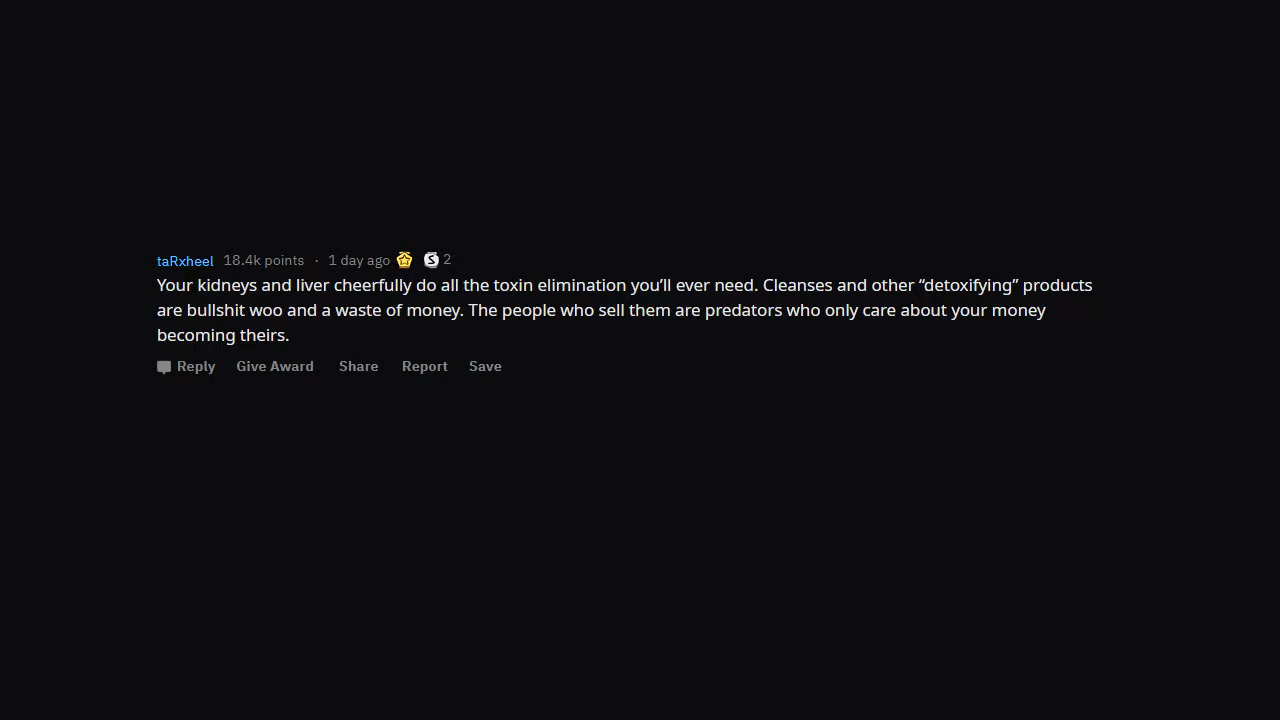 taRxheel 18.4k points · 1 day ago S 2
Your kidneys and liver cheerfully do all the toxin elimination you’ll ever need. Cleanses and other “detoxifying” products
are bullshit woo and a waste of money. The people who sell them are predators who only care about your money
becoming theirs.
Reply Give Award Share Report Save